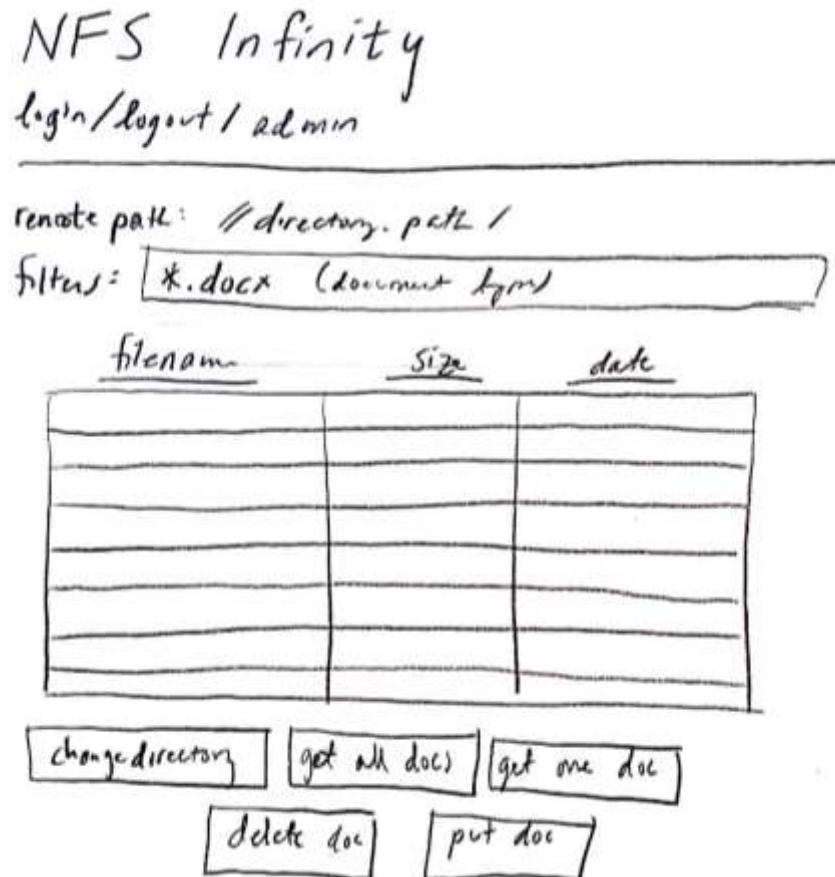 NFS Infinity
login/logout/admin
remote path: //directory.path/
filters: *.docx (document types)
filename size date
change directory get all docs get one doc
delete doc put doc